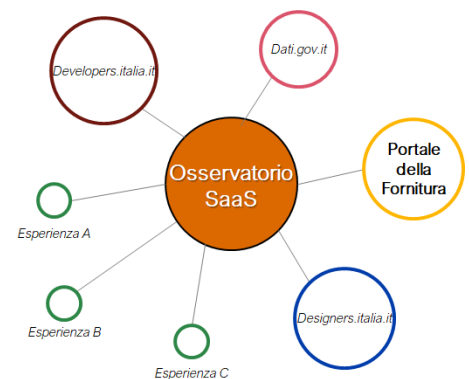 Dati.gov.it
Developers.italia.it
Portale
della
Fornitura
Osservatorio
SaaS
Esperienza A
Designers.italia.it
Esperienza B
Esperienza C